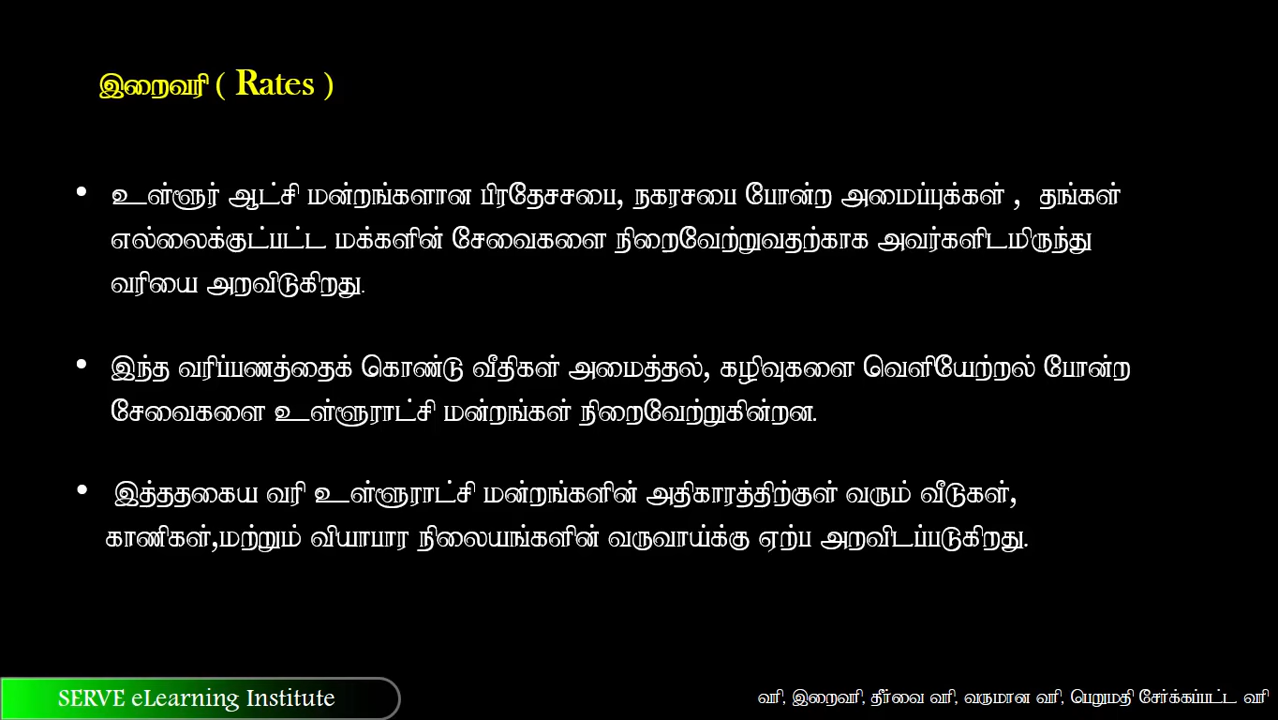 இறைவரி ( Rates )
• உள்ளூர் ஆட்சி மன்றங்களான பிரதேசசபை, நகரசபை போன்ற அமைப்புக்கள் , தங்கள்
எல்லைக்குட்பட்ட மக்களின் சேவைகளை நிறைவேற்றுவதற்காக அவர்களிடமிருந்து
வரியை அறவிடுகிறது.
• இந்த வரிப்பணத்தைக் கொண்டு வீதிகள் அமைத்தல், கழிவுகளை வெளியேற்றல் போன்ற
சேவைகளை உள்ளூராட்சி மன்றங்கள் நிறைவேற்றுகின்றன.
• இத்ததகைய வரி உள்ளூராட்சி மன்றங்களின் அதிகாரத்திற்குள் வரும் வீடுகள்,
காணிகள்,மற்றும் வியாபார நிலையங்களின் வருவாய்க்கு ஏற்ப அறவிடப்படுகிறது.
SERVE eLearning Institute
வரி, இறைவரி, தீர்வை வரி, வருமான வரி, பெறுமதி சேர்க்கப்பட்ட வரி